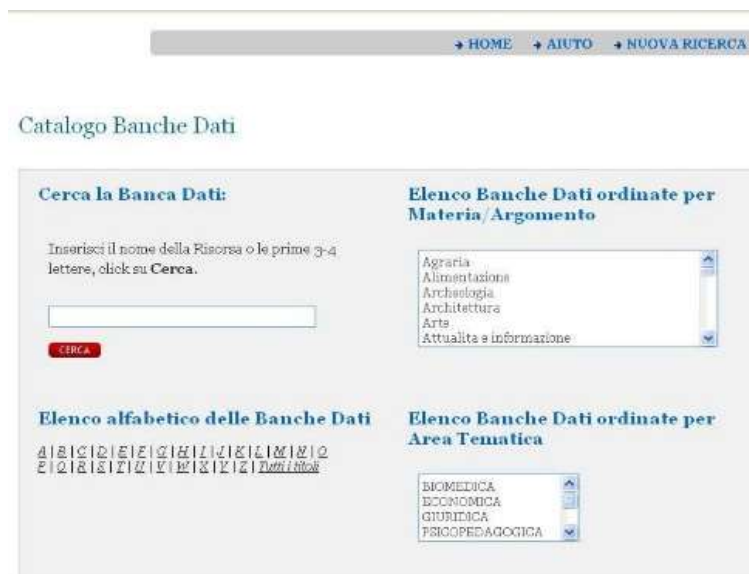 HOME AIUTO NUOVA RICERCA
Catalogo Banche Dati
Cerca la Banca Dati:
Inserisci il nome della Risorsa o le prime 3-4
lettere, click su Cerca.
CERCA
Elenco Banche Dati ordinate per
Materia/Argomento
Agraria
Alimentazione
Archeologia
Architettura
Arte
Attualita e informazione
Elenco alfabetico delle Banche Dati
A | B | C | D | E | F | G | H | I | J | K | L | M | N | O
P | Q | R | S | T | U | V | W | X | Y | Z | Tutti i titoli
Elenco Banche Dati ordinate per
Area Tematica
BIOMEDICA
ECONOMICA
GIURIDICA
PSICOPEDAGOGICA